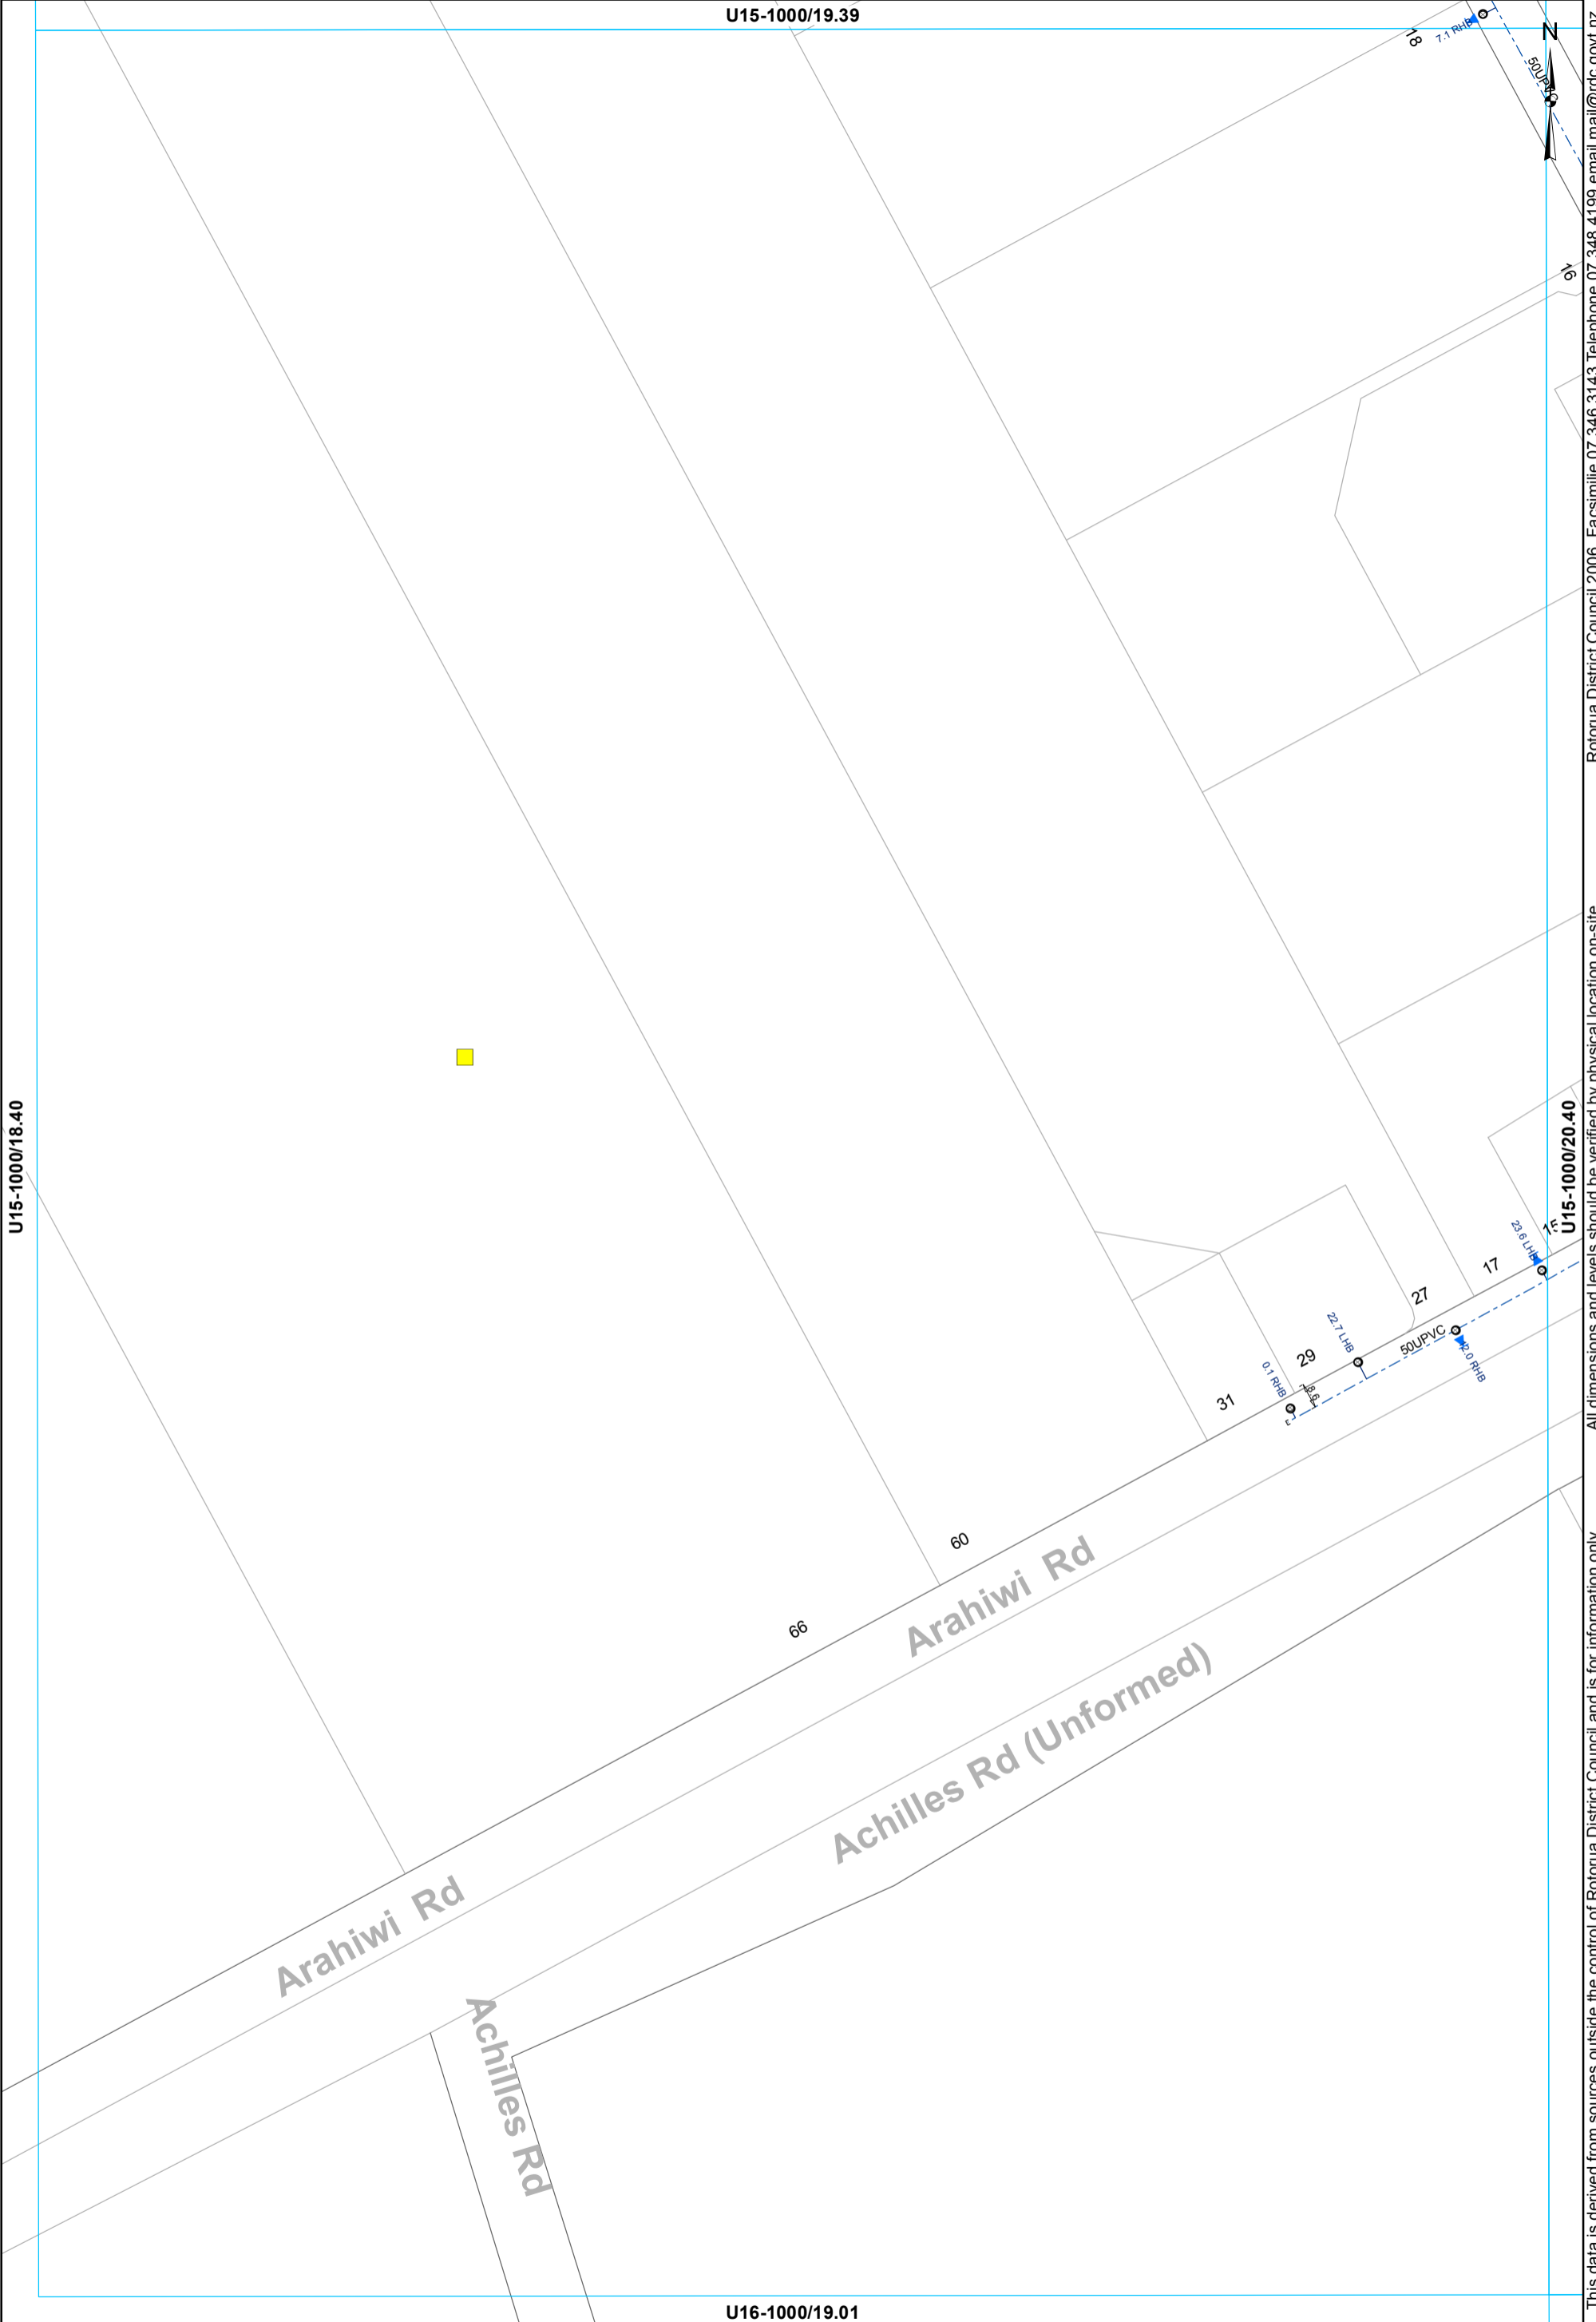 U15-1000/19.39
7.1 RHB
18
N
50UPVC
16
U15-1000/18.40
U15-1000/20.40
15
23.6 LHB
17
27
22.7 LHB
50UPVC
29
0.1 RHB
8.6
31
60
Arahiwi Rd
66
Achilles Rd (Unformed)
Arahiwi Rd
Achilles Rd
U16-1000/19.01
This data is derived from sources outside the control of Rotorua District Council and is for information only
All dimensions and levels should be verified by physical location on-site
Rotorua District Council 2006 Facsimilie 07 346 3143 Telephone 07 348 4199 email mail@rdc.govt.nz